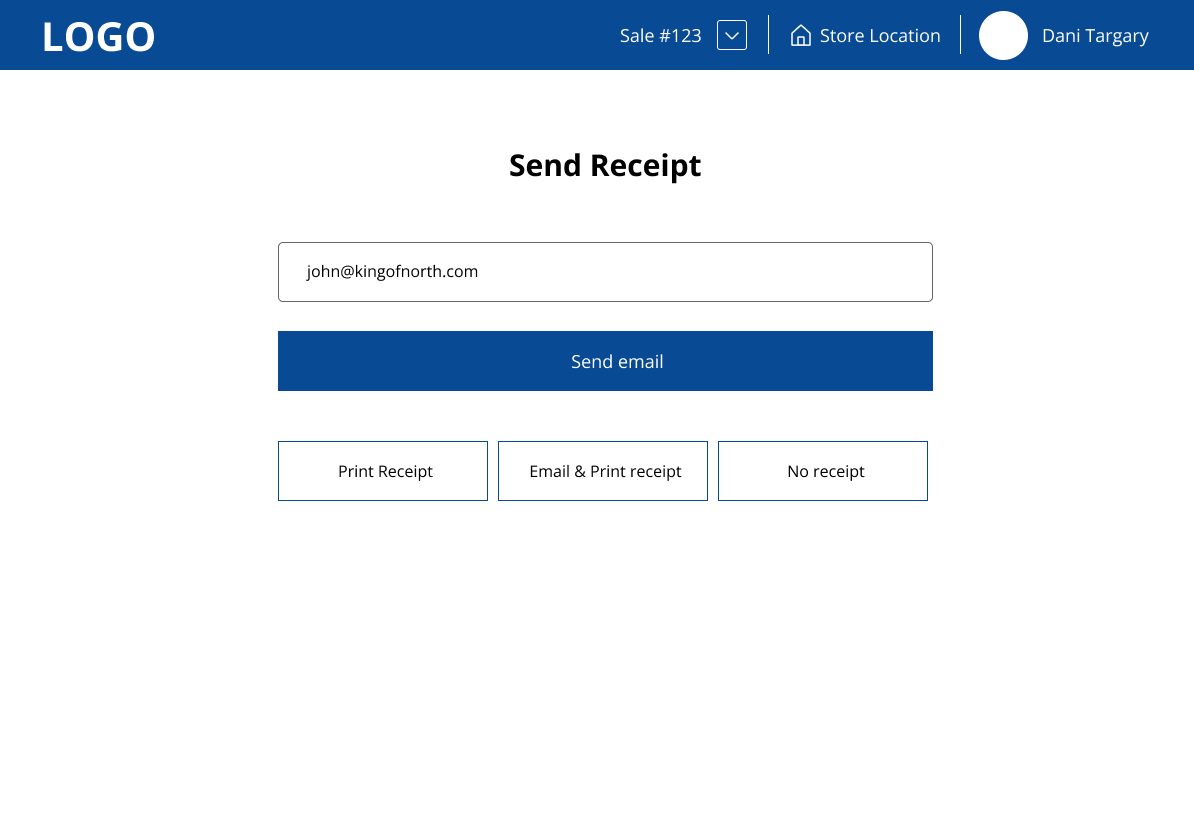 LOGO
Sale #123
Store Location
Dani Targary
Send Receipt
john@kingofnorth.com
Send email
Print Receipt
Email & Print receipt
No receipt